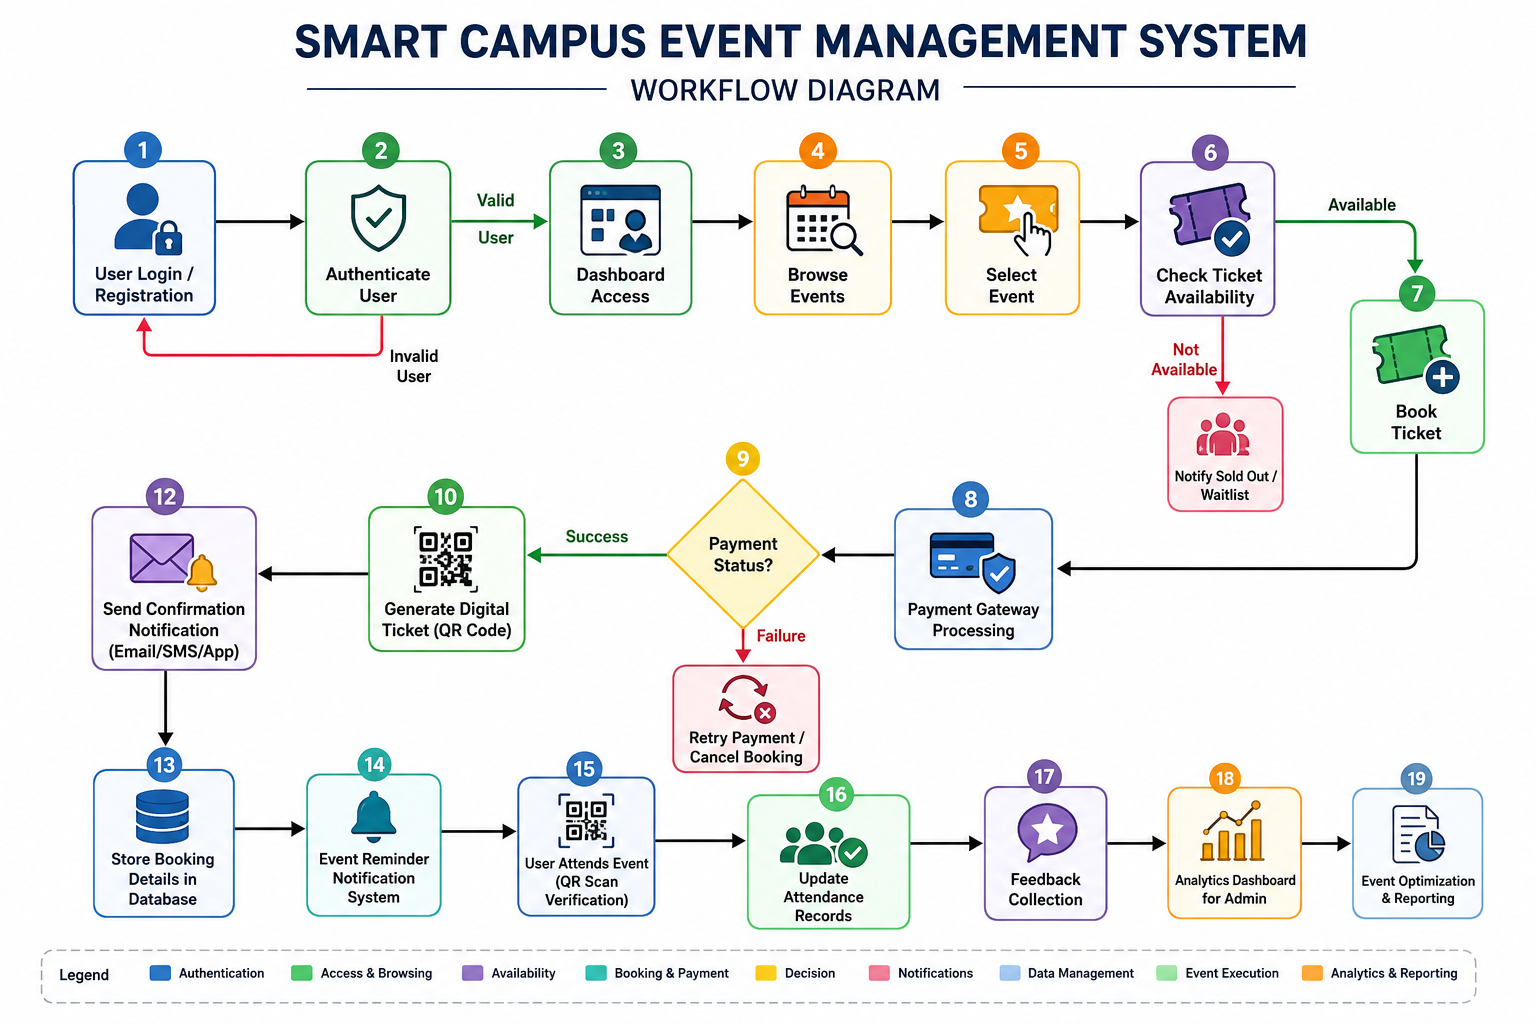 SMART CAMPUS EVENT MANAGEMENT SYSTEM
WORKFLOW DIAGRAM
1
User Login /
Registration
2
Authenticate
User
Valid
User
Invalid
User
3
Dashboard
Access
4
Browse
Events
5
Select
Event
6
Check Ticket
Availability
Available
Not
Available
Notify Sold Out /
Waitlist
7
Book
Ticket
8
Payment Gateway
Processing
9
Payment
Status?
Success
Failure
Retry Payment /
Cancel Booking
10
Generate Digital
Ticket (QR Code)
12
Send Confirmation
Notification
(Email/SMS/App)
13
Store Booking
Details in
Database
14
Event Reminder
Notification
System
15
User Attends Event
(QR Scan
Verification)
16
Update
Attendance
Records
17
Feedback
Collection
18
Analytics Dashboard
for Admin
19
Event Optimization
& Reporting
Legend
Authentication
Access & Browsing
Availability
Booking & Payment
Decision
Notifications
Data Management
Event Execution
Analytics & Reporting